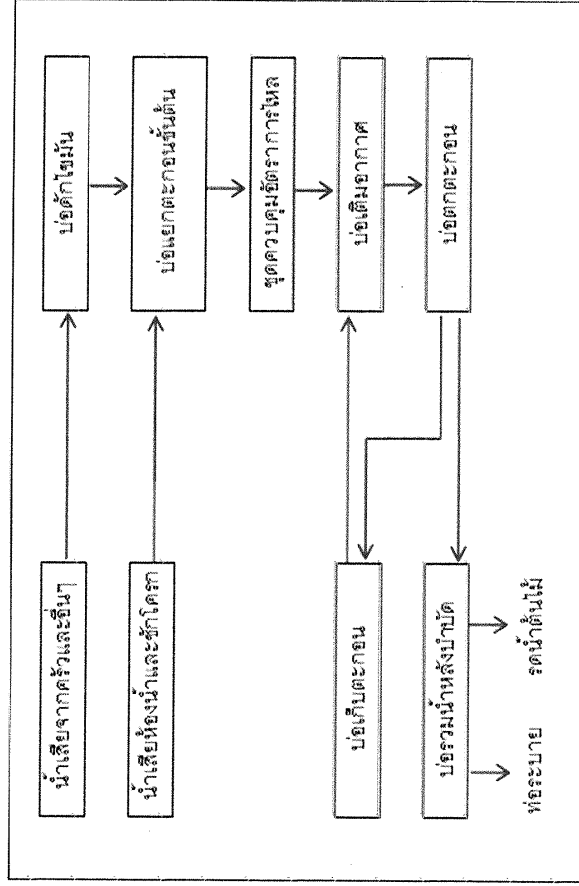 น้ำเสียจากครัวและอื่นๆ
บ่อดักไขมัน
น้ำเสียห้องน้ำและชักโครก
บ่อแยกตะกอนขั้นต้น
ชุดควบคุมอัตราการไหล
บ่อเก็บตะกอน
บ่อเติมอากาศ
บ่อรวมน้ำหลังบำบัด
บ่อตกตะกอน
ท่อระบาย
รดน้ำต้นไม้